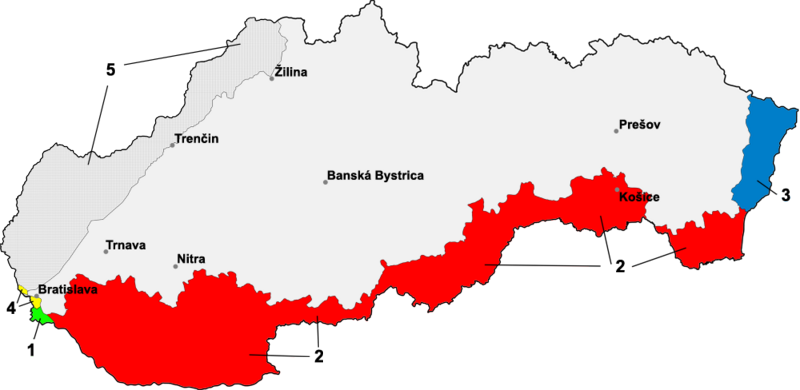 5
Žilina
Trenčín
Prešov
Banská Bystrica
3
Košice
Trnava
Nitra
2
Bratislava
4
1
2